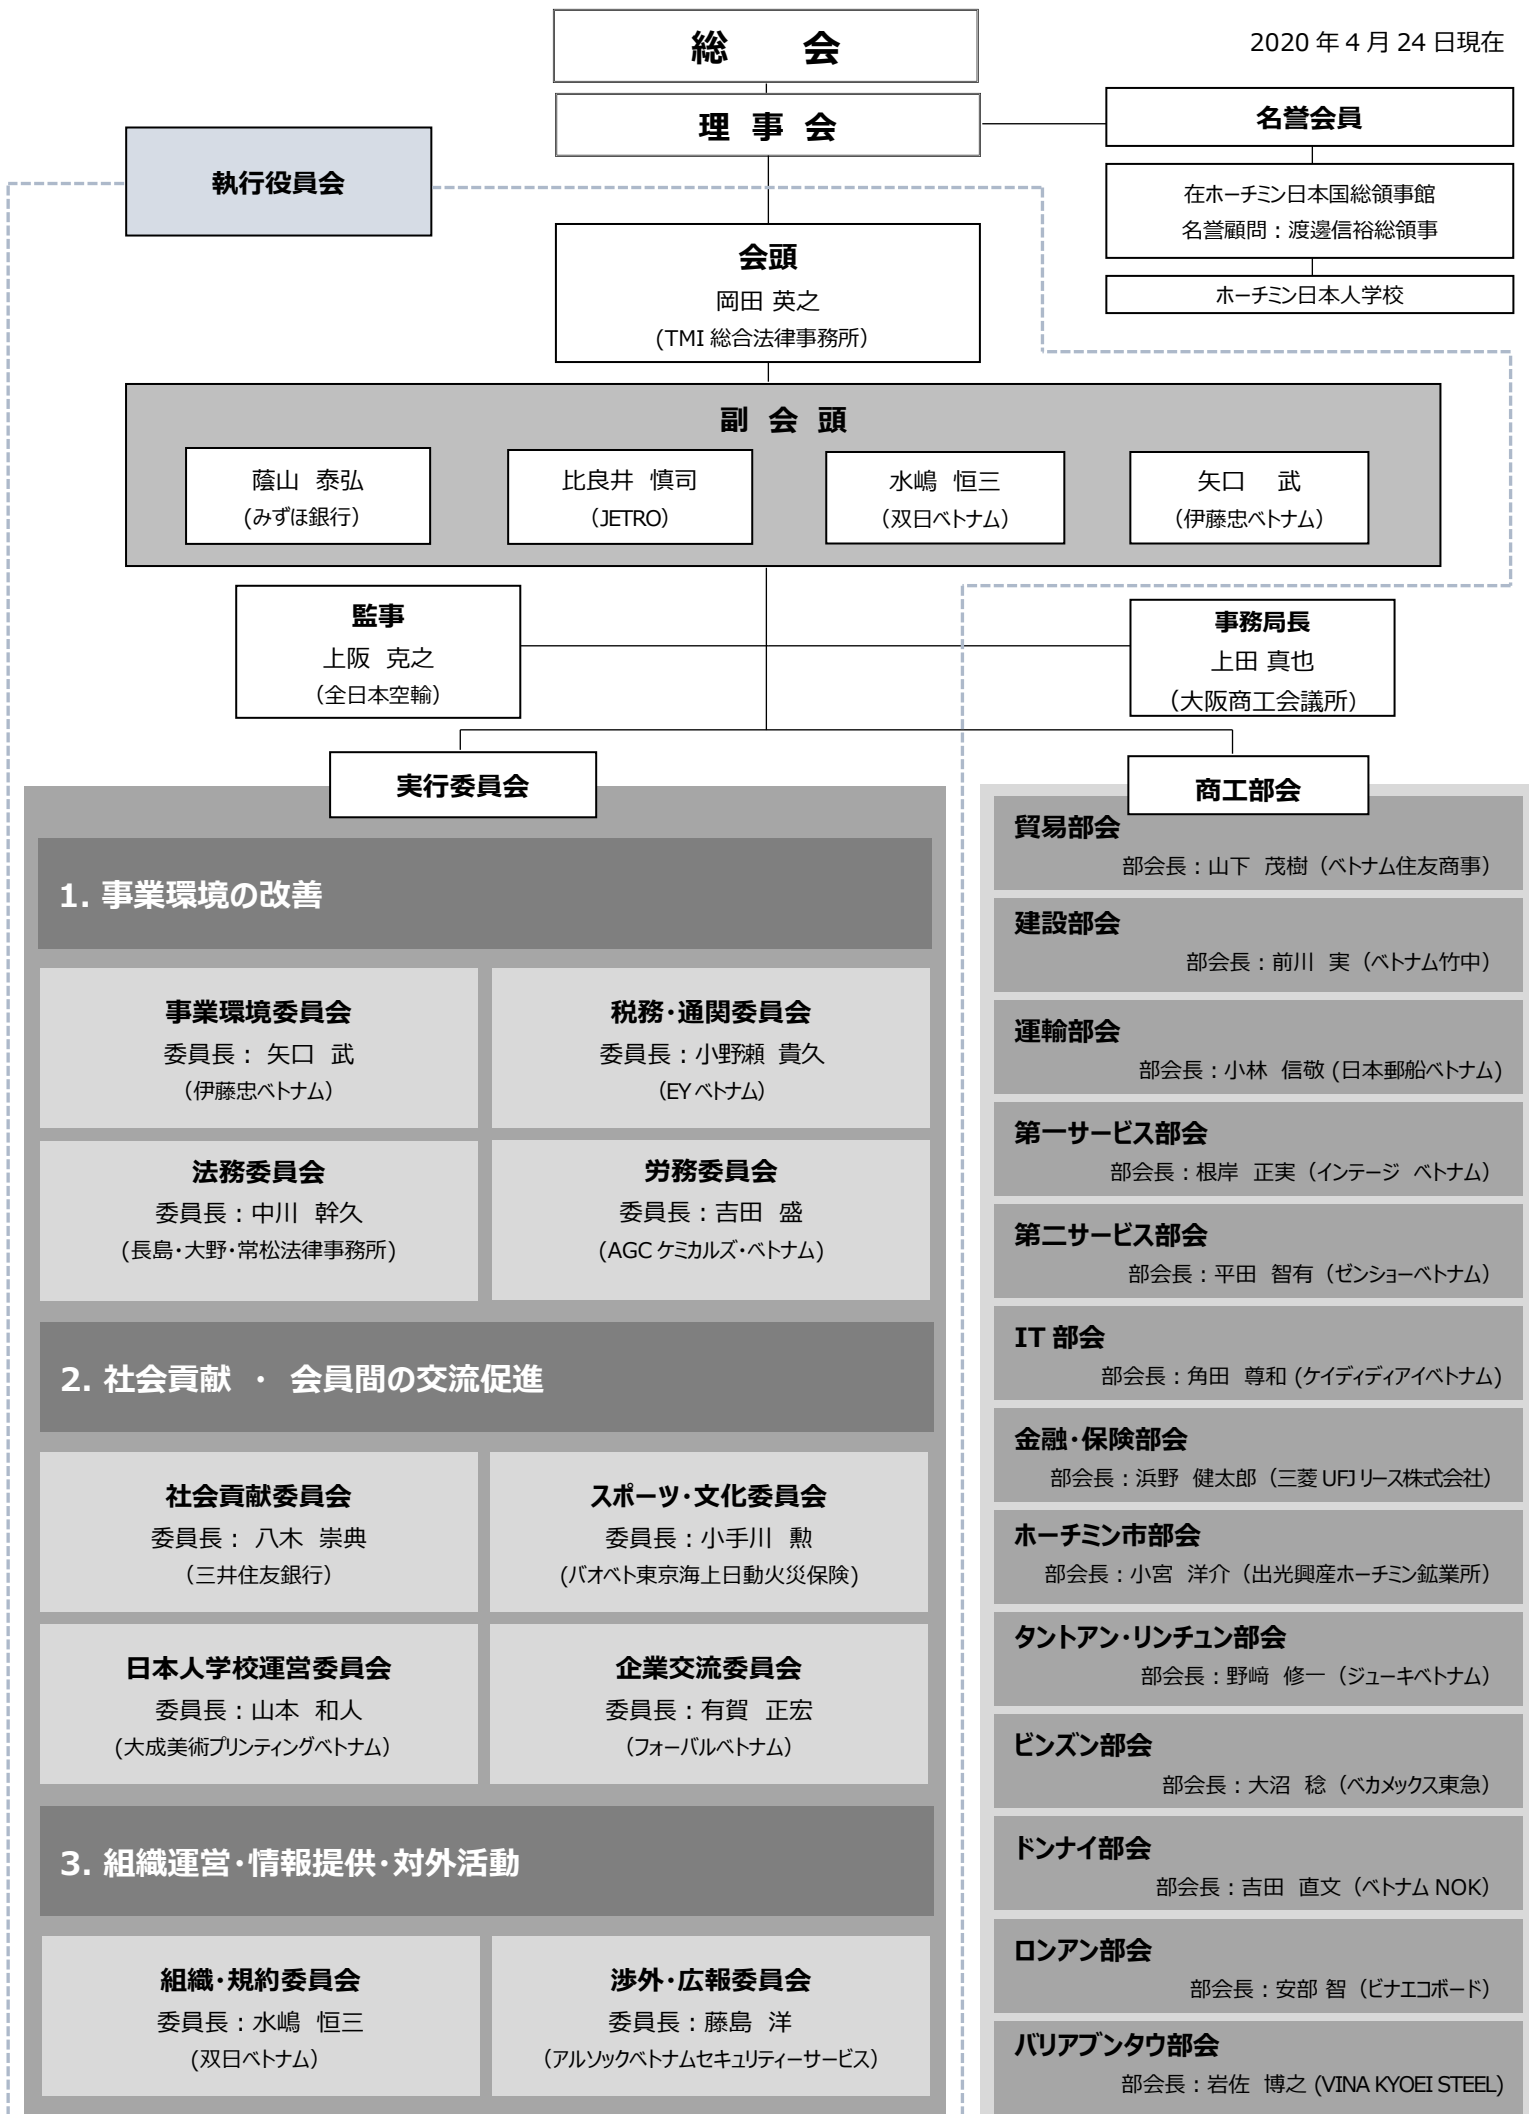 総　会
2020 年 4 月 24 日現在
理 事 会
名誉会員
執行役員会
在ホーチミン日本国総領事館
名誉顧問：渡邊信裕総領事
ホーチミン日本人学校
会頭
岡田 英之
(TMI 総合法律事務所）
副 会 頭
蔭山 泰弘
(みずほ銀行）
比良井 慎司
（JETRO）
水嶋 恒三
（双日ベトナム）
矢口 武
（伊藤忠ベトナム）
監事
上阪 克之
（全日本空輸）
事務局長
上田 真也
（大阪商工会議所）
実行委員会
1. 事業環境の改善
事業環境委員会
委員長： 矢口 武
（伊藤忠ベトナム）
税務・通関委員会
委員長：小野瀬 貴久
（EY ベトナム）
法務委員会
委員長：中川 幹久
(長島・大野・常松法律事務所)
労務委員会
委員長：吉田 盛
(AGC ケミカルズ・ベトナム)
2. 社会貢献 ・ 会員間の交流促進
社会貢献委員会
委員長： 八木 崇典
（三井住友銀行）
スポーツ・文化委員会
委員長：小手川 勲
(バオベト東京海上日動火災保険)
日本人学校運営委員会
委員長：山本 和人
(大成美術プリンティングベトナム）
企業交流委員会
委員長：有賀 正宏
（フォーバルベトナム）
3. 組織運営・情報提供・対外活動
組織・規約委員会
委員長：水嶋 恒三
(双日ベトナム）
渉外・広報委員会
委員長：藤島 洋
（アルソックベトナムセキュリティーサービス）
商工部会
貿易部会
部会長：山下 茂樹（ベトナム住友商事）
建設部会
部会長：前川 実（ベトナム竹中）
運輸部会
部会長：小林 信敬 (日本郵船ベトナム)
第一サービス部会
部会長：根岸 正実（インテージ ベトナム）
第二サービス部会
部会長：平田 智有（ゼンショーベトナム）
IT 部会
部会長：角田 尊和 (ケイディディアイベトナム)
金融・保険部会
部会長：浜野 健太郎（三菱 UFJ リース株式会社）
ホーチミン市部会
部会長：小宮 洋介（出光興産ホーチミン鉱業所）
タントアン・リンチュン部会
部会長：野﨑 修一（ジューキベトナム）
ビンズン部会
部会長：大沼 稔（ベカメックス東急）
ドンナイ部会
部会長：吉田 直文（ベトナム NOK）
ロンアン部会
部会長：安部 智（ビナエコボード）
バリアブンタウ部会
部会長：岩佐 博之 (VINA KYOEI STEEL)